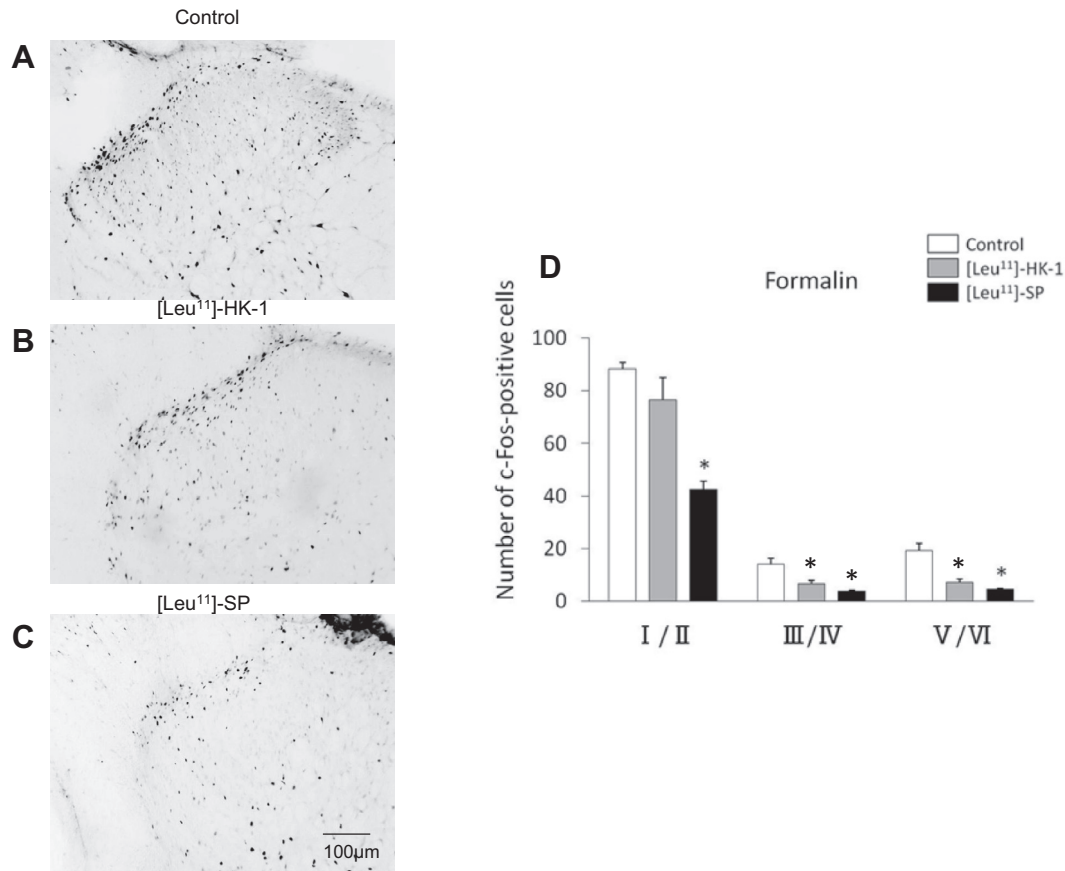 Control
A
[Leu¹¹]-HK-1
B
[Leu¹¹]-SP
C
100μm
D
Formalin
Control
[Leu¹¹]-HK-1
[Leu¹¹]-SP
Number of c-Fos-positive cells
100
80
60
40
20
0
*
* *
* *
I / II III/IV V/VI